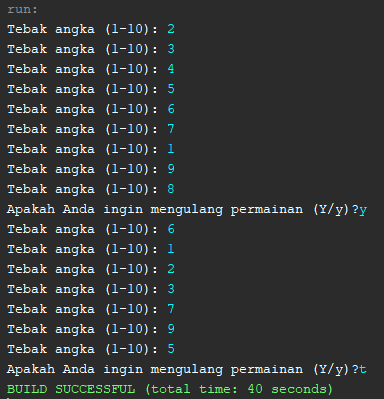 run:
Tebak angka (1-10): 2
Tebak angka (1-10): 3
Tebak angka (1-10): 4
Tebak angka (1-10): 5
Tebak angka (1-10): 6
Tebak angka (1-10): 7
Tebak angka (1-10): 1
Tebak angka (1-10): 9
Tebak angka (1-10): 8
Apakah Anda ingin mengulang permainan (Y/y)?y
Tebak angka (1-10): 6
Tebak angka (1-10): 1
Tebak angka (1-10): 2
Tebak angka (1-10): 3
Tebak angka (1-10): 7
Tebak angka (1-10): 9
Tebak angka (1-10): 5
Apakah Anda ingin mengulang permainan (Y/y)?t
BUILD SUCCESSFUL (total time: 40 seconds)